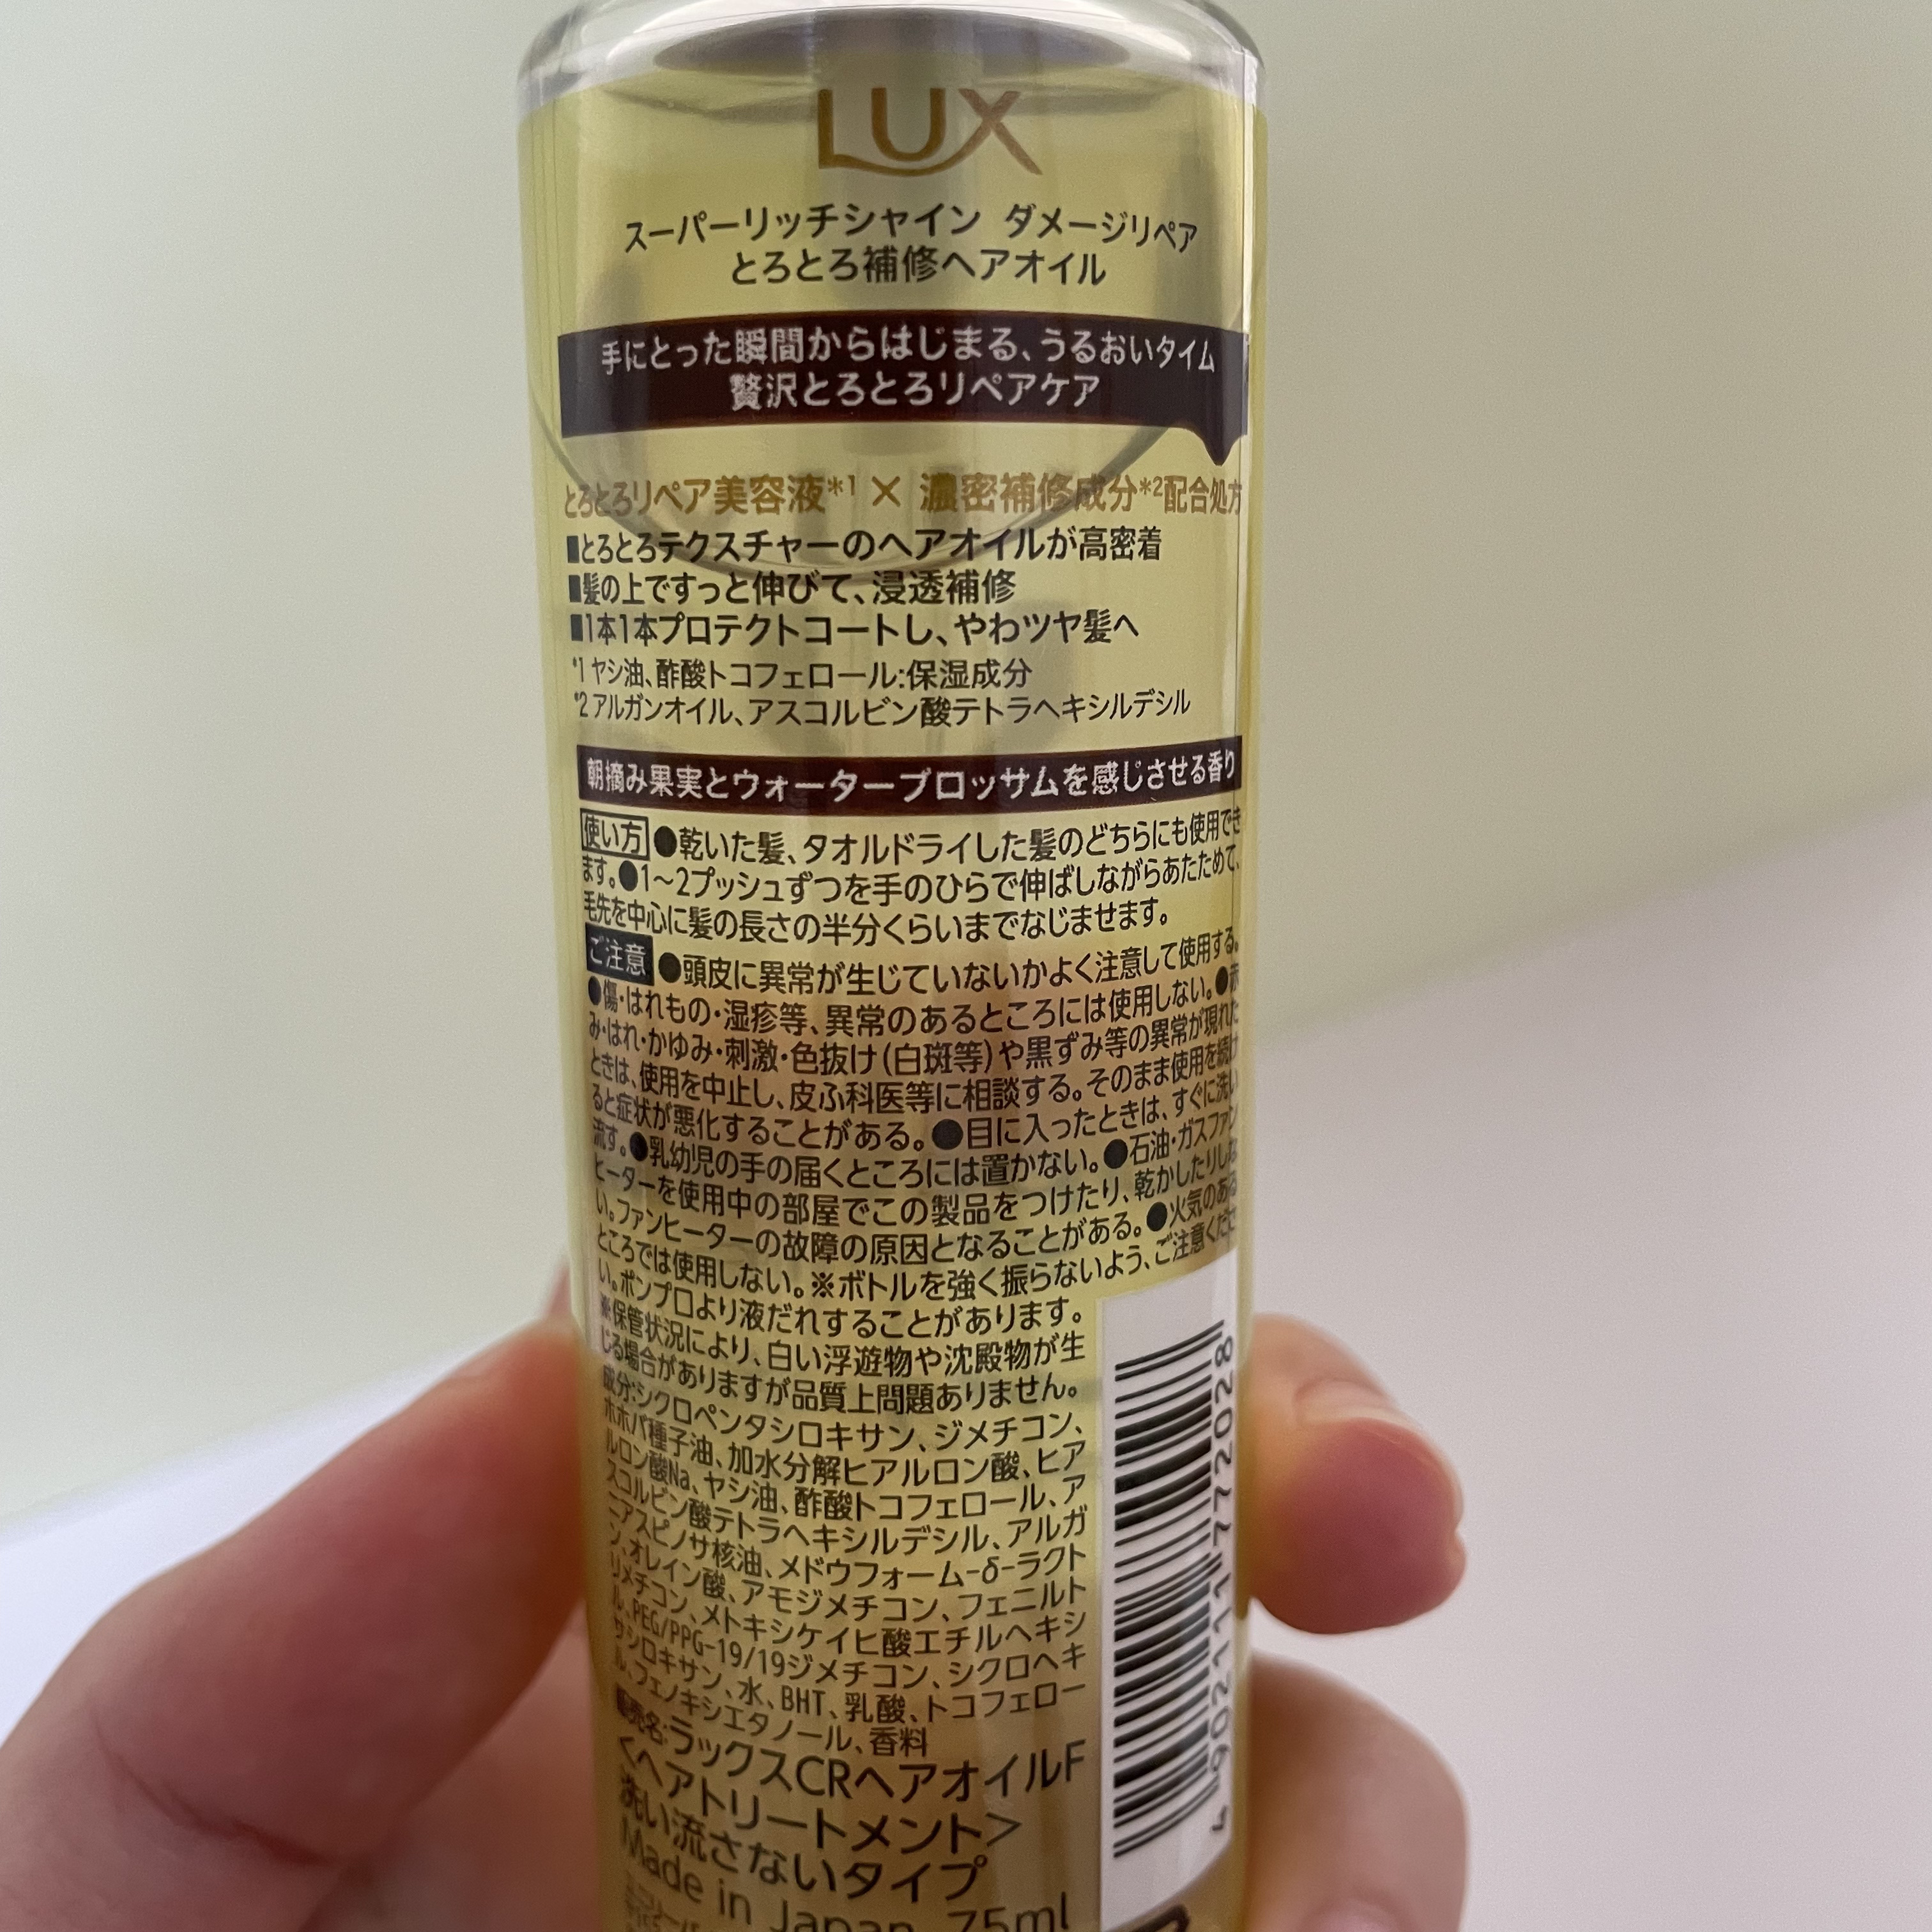 LUX
スーパーリッチシャイン ダメージリペア
とろとろ補修ヘアオイル
手にとった瞬間からはじまる、うるおいタイム
贅沢とろとろリペアケア
とろとろリペア美容液*1 × 濃密補修成分*2配合処方
■とろとろテクスチャーのヘアオイルが高密着
■髪の上ですっと伸びて、浸透補修
■1本1本プロテクトコートし、やわツヤ髪へ
*1 ヤシ油、酢酸トコフェロール:保湿成分
*2 アルガンオイル、アスコルビン酸テトラヘキシルデシル
朝摘み果実とウォーターブロッサムを感じさせる香り
使い方 ●乾いた髪、タオルドライした髪のどちらにも使用でき
ます。●1～2プッシュずつを手のひらで伸ばしながらあたためて、
毛先を中心に髪の長さの半分くらいまでなじませます。
ご注意 ●頭皮に異常が生じていないかよく注意して使用する。
●傷・はれもの・湿疹等、異常のあるところには使用しない。●赤
み・はれ・かゆみ・刺激・色抜け(白斑等)や黒ずみ等の異常が現れた
ときは、使用を中止し、皮ふ科医等に相談する。そのまま使用を続け
ると症状が悪化することがある。●目に入ったときは、すぐに洗い
流す。●乳幼児の手の届くところには置かない。●石油・ガスファン
ヒーターを使用中の部屋でこの製品をつけたり、乾かしたりしな
い。ファンヒーターの故障の原因となることがある。●火気のある
ところでは使用しない。※ボトルを強く振らないよう、ご注意くださ
い。ポンプ口より液だれすることがあります。
※保管状況により、白い浮遊物や沈殿物が生
じる場合がありますが品質上問題ありません。
成分:シクロペンタシロキサン、ジメチコン、
ホホバ種子油、加水分解ヒアルロン酸、ヒア
ルロン酸Na、ヤシ油、酢酸トコフェロール、ア
スコルビン酸テトラヘキシルデシル、アルガ
ニアスピノサ核油、メドウフォーム-δ-ラクト
ン、オレイン酸、アモジメチコン、フェニルト
リメチコン、メトキシケイヒ酸エチルヘキシ
ル、PEG/PPG-19/19ジメチコン、シクロヘキ
サシロキサン、水、BHT、乳酸、トコフェロー
ル、フェノキシエタノール、香料
販売名:ラックスCRヘアオイルF
<ヘアトリートメント>
洗い流さないタイプ
Made in Japan 75ml
4 902111 772028